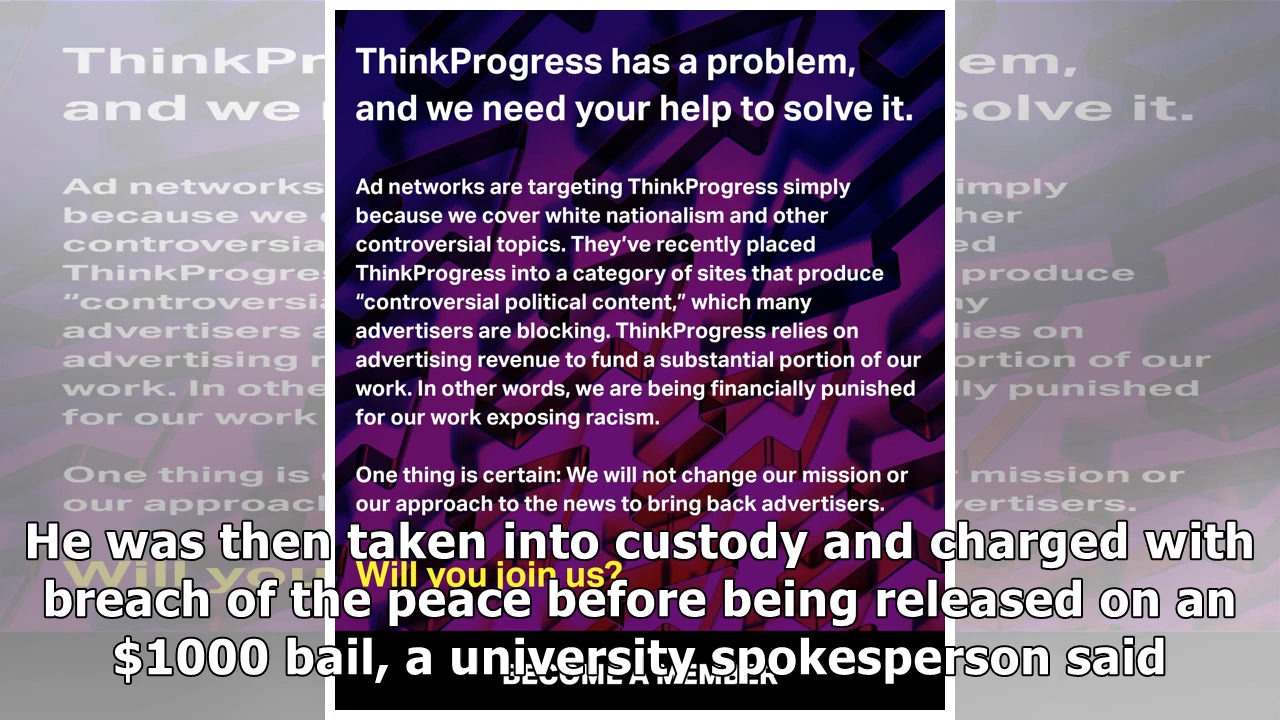 ThinkProgress has a problem,
and we need your help to solve it.
Ad networks are targeting ThinkProgress simply
because we cover white nationalism and other
controversial topics. They’ve recently placed
ThinkProgress into a category of sites that produce
“controversial political content,” which many
advertisers are blocking. ThinkProgress relies on
advertising revenue to fund a substantial portion of our
work. In other words, we are being financially punished
for our work exposing racism.
One thing is certain: We will not change our mission or
our approach to the news to bring back advertisers.
Will you join us?
BECOME A MEMBER
He was then taken into custody and charged with
breach of the peace before being released on an
$1000 bail, a university spokesperson said